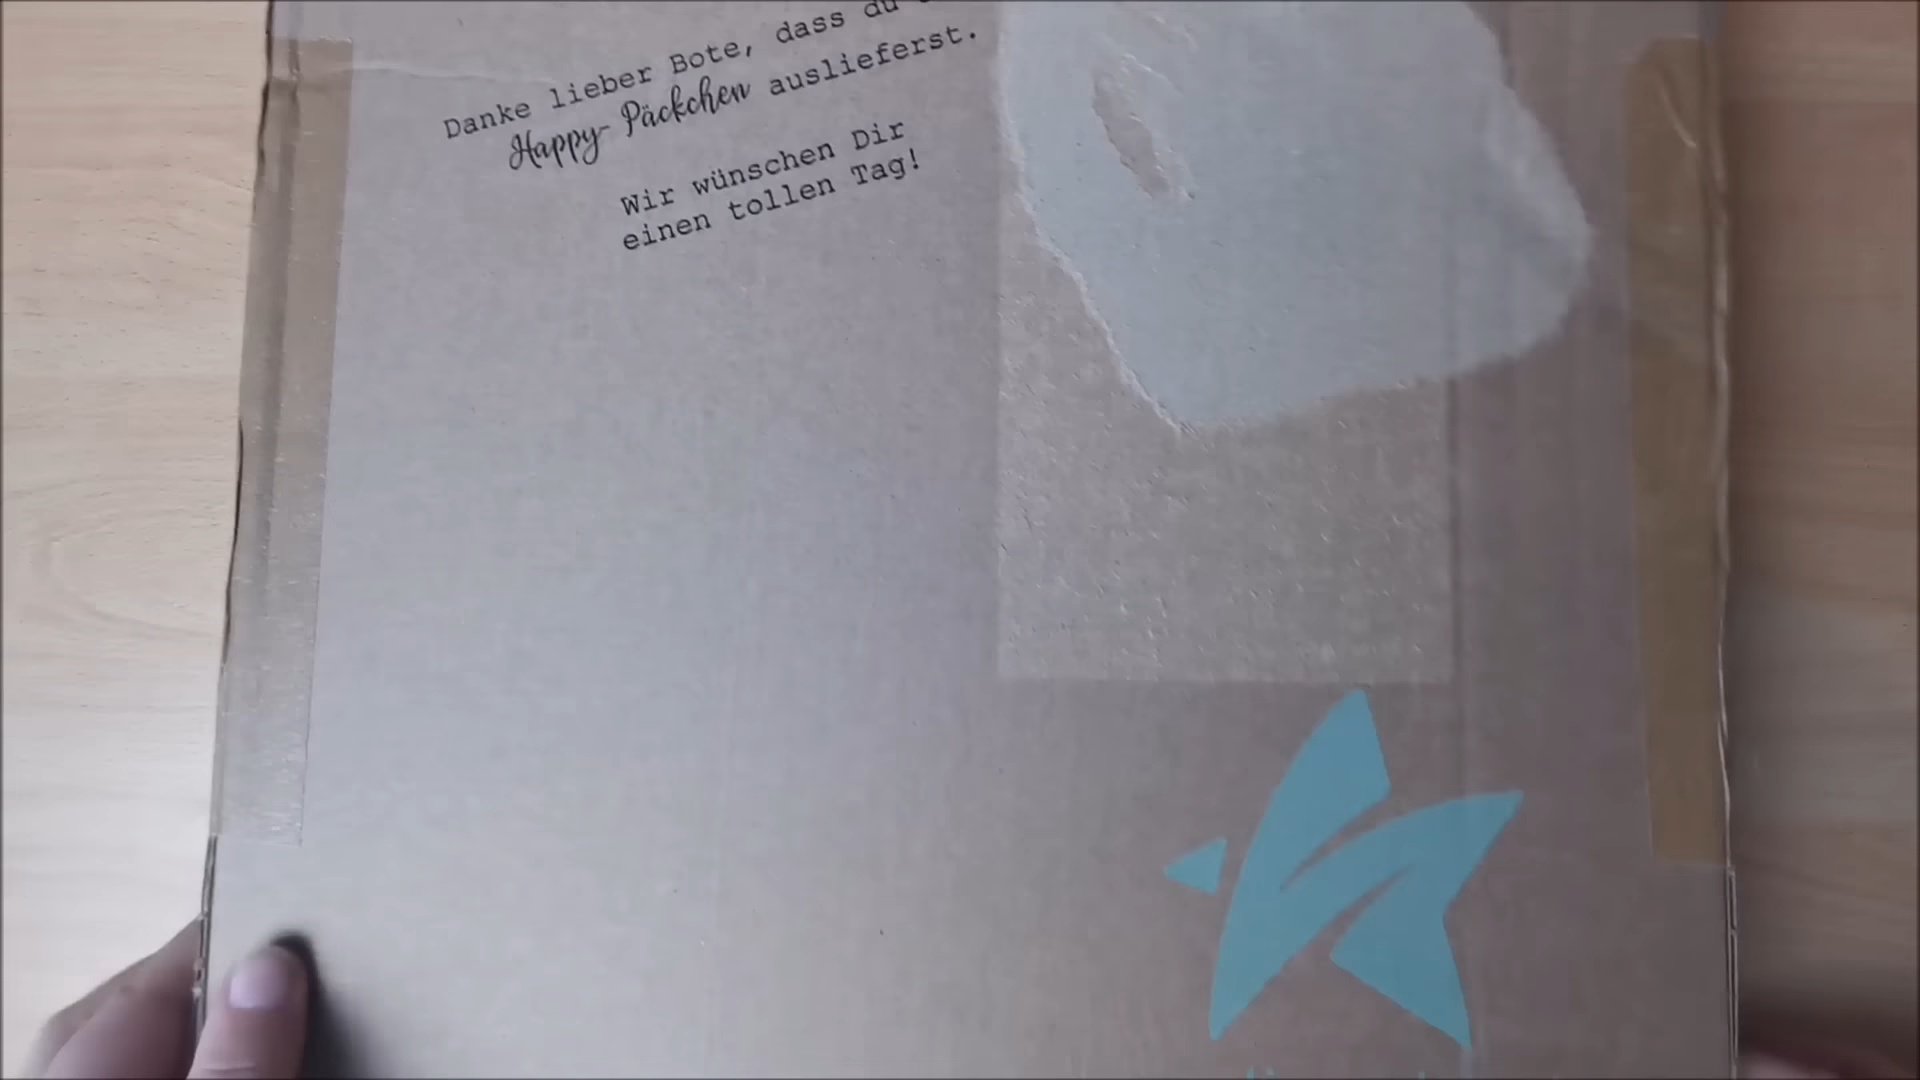 Danke lieber Bote, dass du
Happy-Päckchen auslieferst.
Wir wünschen Dir
einen tollen Tag!